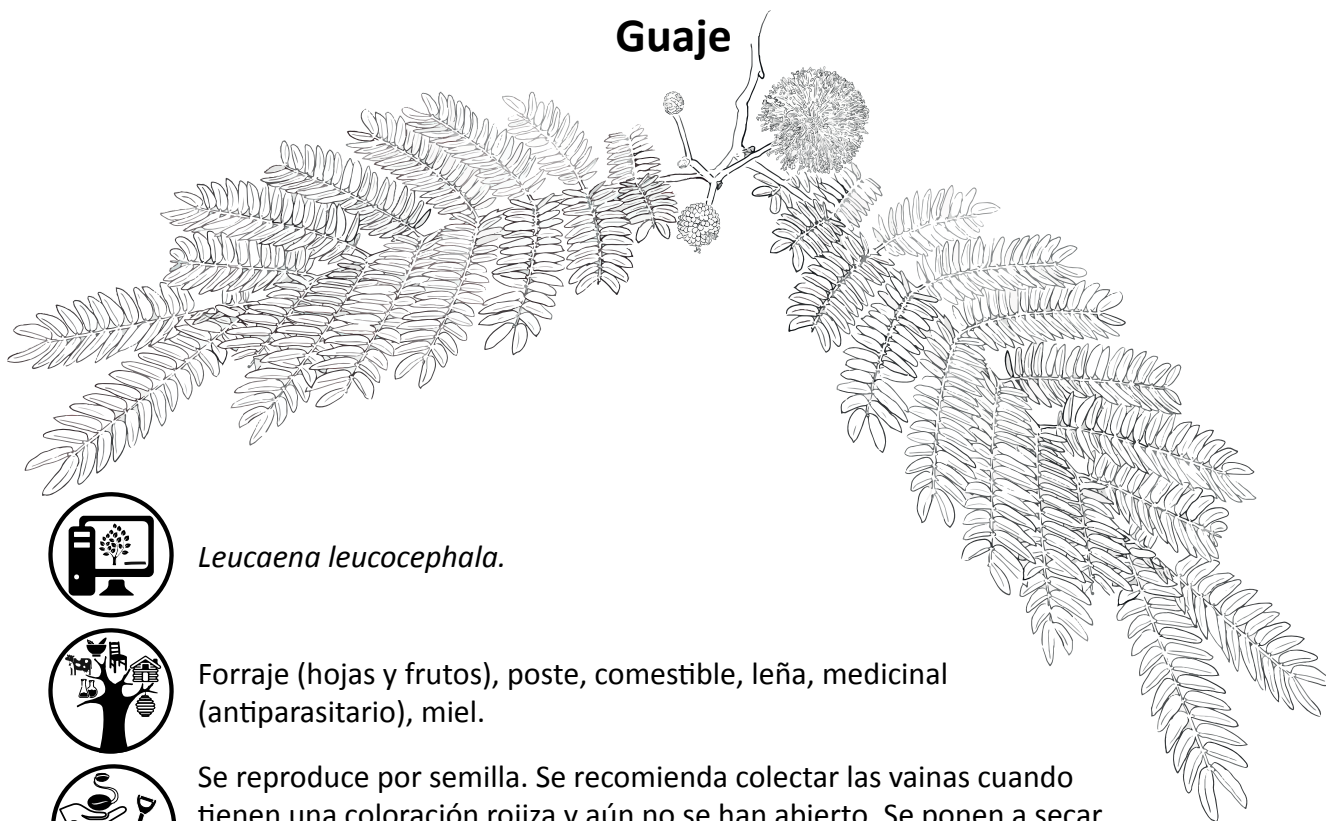 Guaje
Leucaena leucocephala.
Forraje (hojas y frutos), poste, comestible, leña, medicinal
(antiparasitario), miel.
Se reproduce por semilla. Se recomienda colectar las vainas cuando
tienen una coloración rojiza y aún no se han abierto. Se ponen a secar